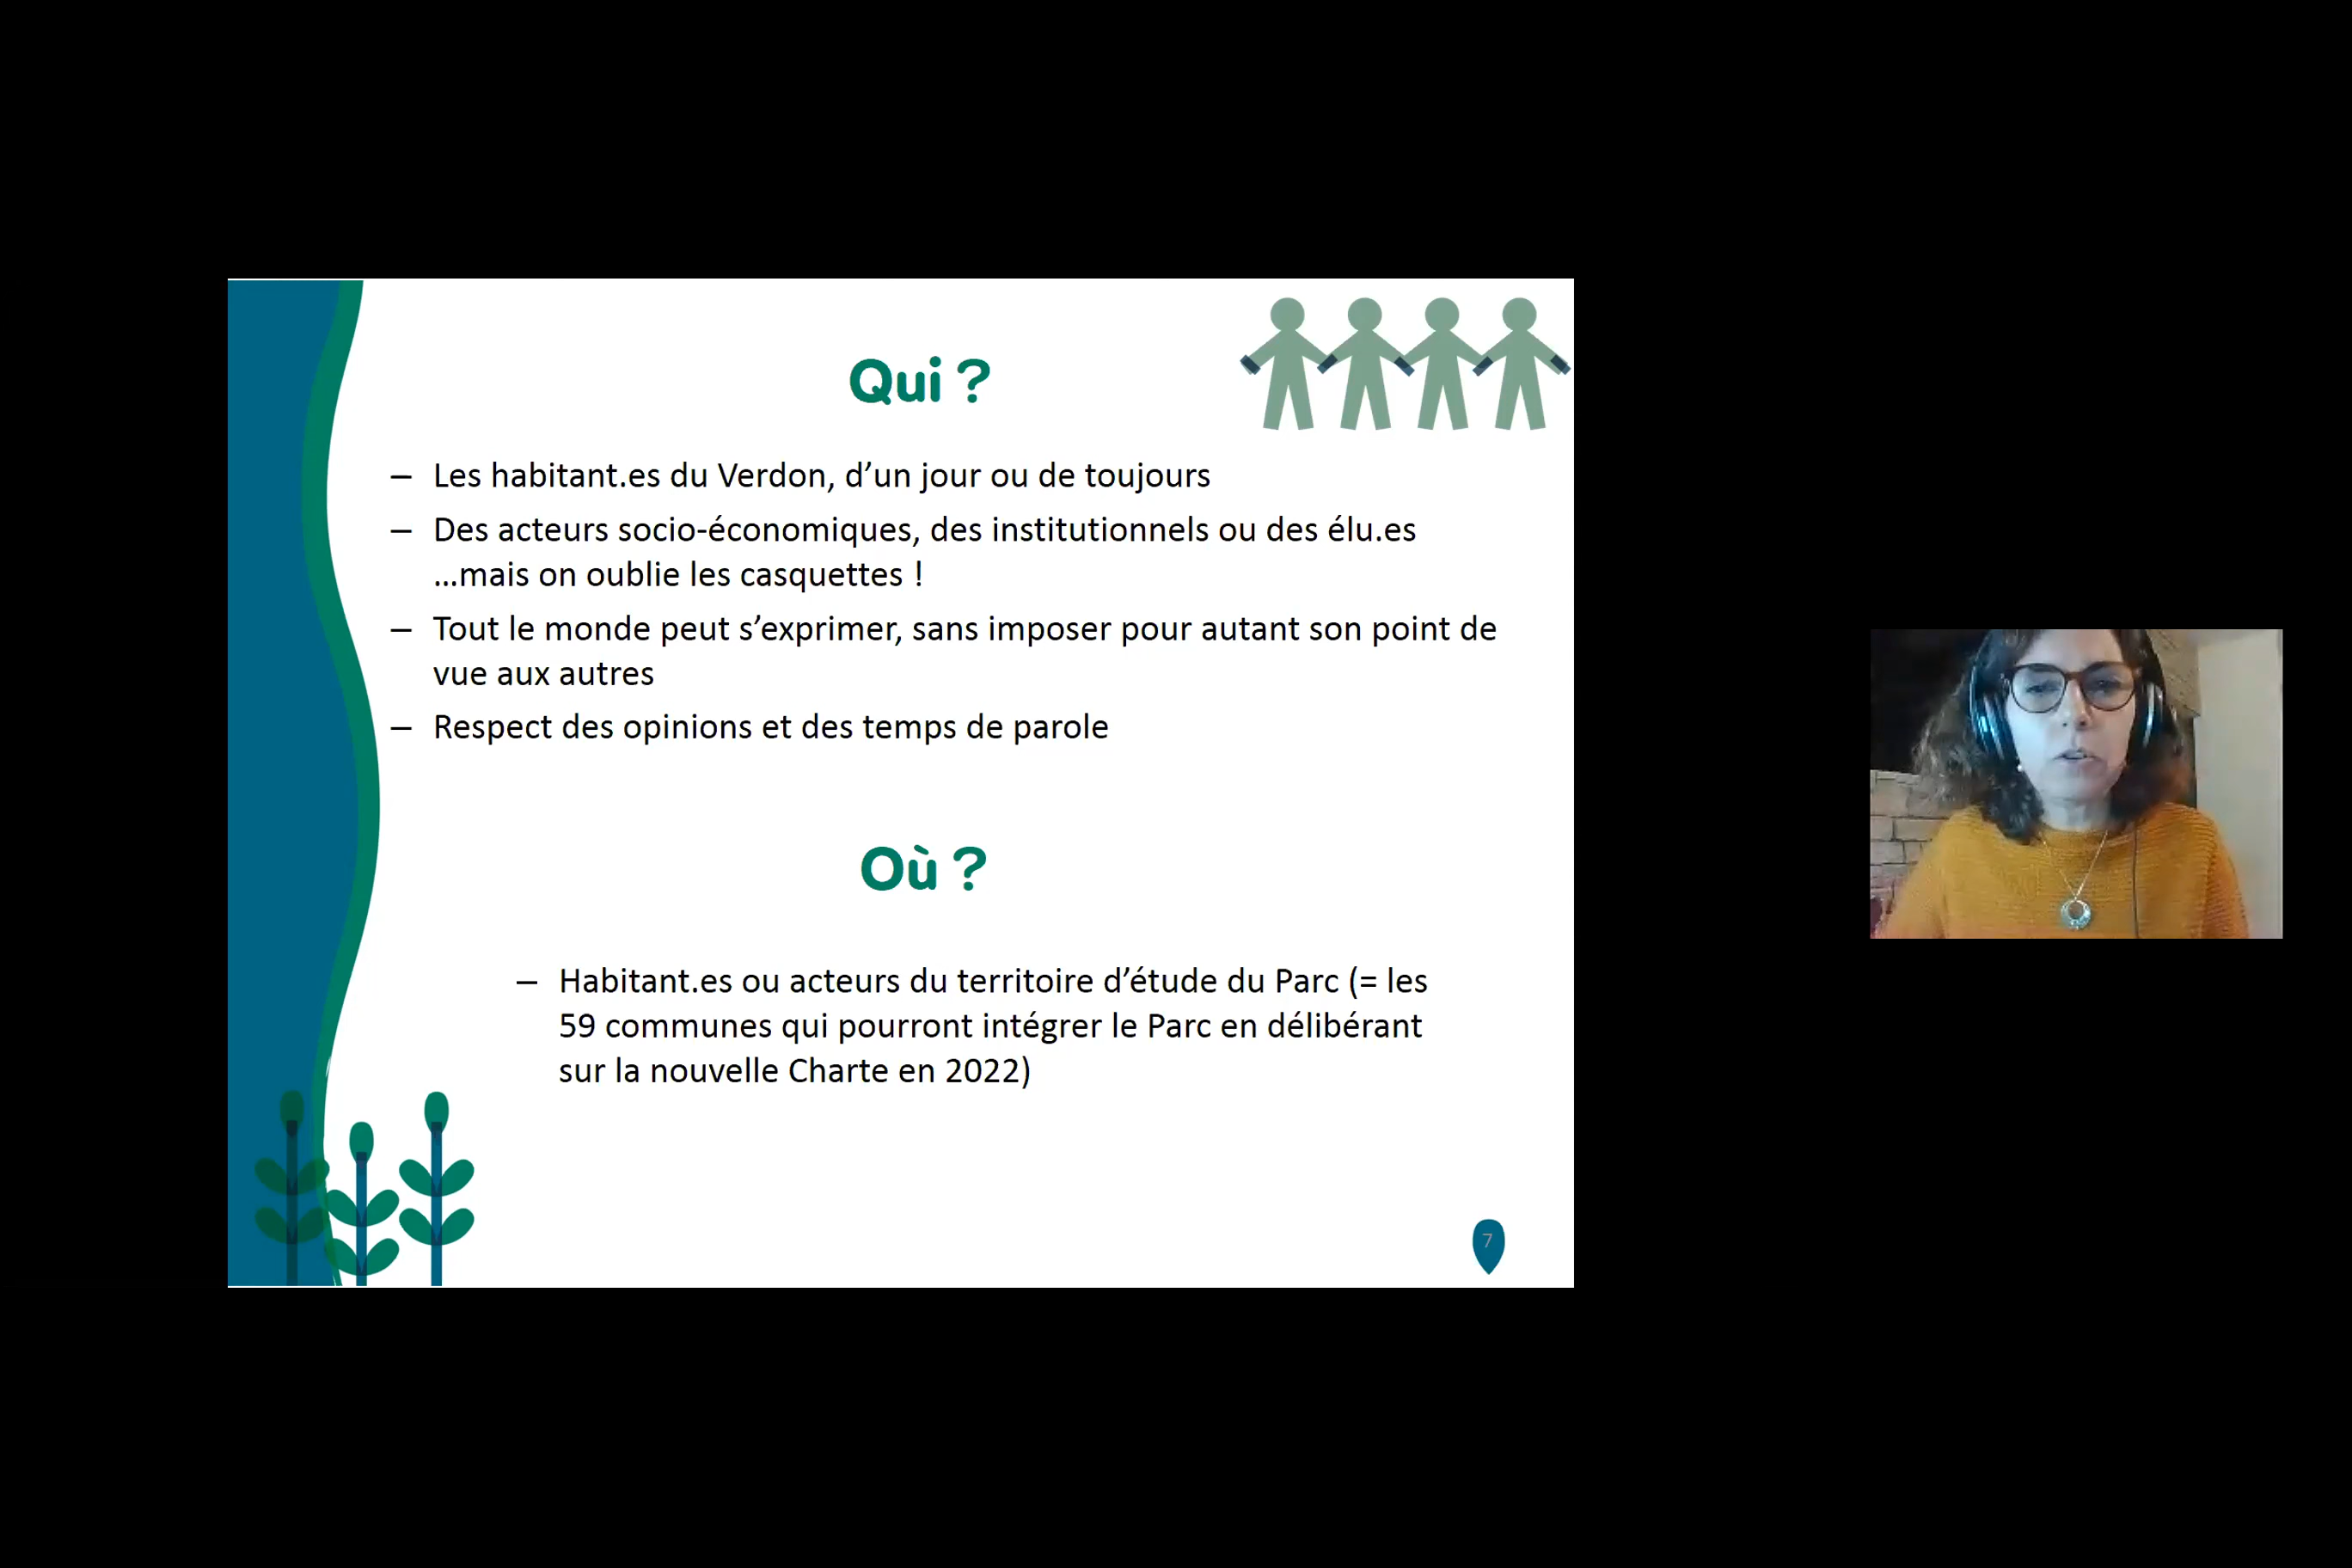 Qui ?
– Les habitant.es du Verdon, d’un jour ou de toujours
– Des acteurs socio-économiques, des institutionnels ou des élu.es
…mais on oublie les casquettes !
– Tout le monde peut s’exprimer, sans imposer pour autant son point de
vue aux autres
– Respect des opinions et des temps de parole
Où ?
– Habitant.es ou acteurs du territoire d’étude du Parc (= les
59 communes qui pourront intégrer le Parc en délibérant
sur la nouvelle Charte en 2022)
7